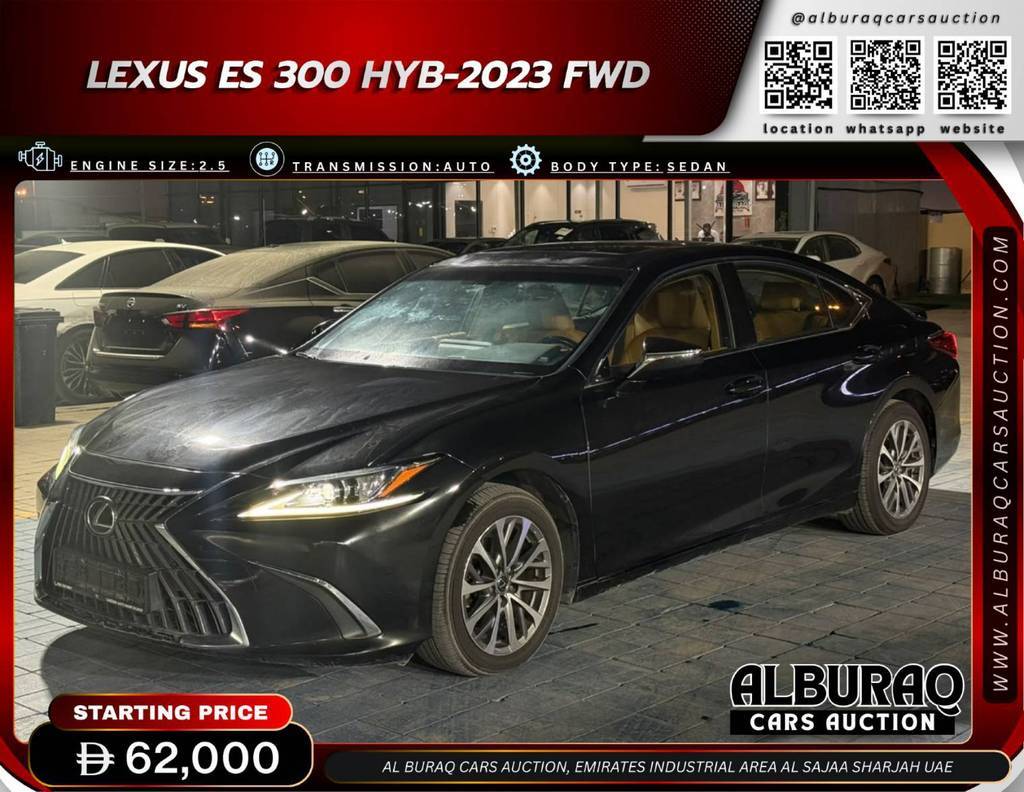 @alburaqcarsauction
LEXUS ES 300 HYB-2023 FWD
location whatsapp website
ENGINE SIZE:2.5 TRANSMISSION:AUTO BODY TYPE: SEDAN
WWW.ALBURAQCARSAUCTION.COM
ALBURAQ
CARS AUCTION
STARTING PRICE
62,000
AL BURAQ CARS AUCTION, EMIRATES INDUSTRIAL AREA AL SAJAA SHARJAH UAE